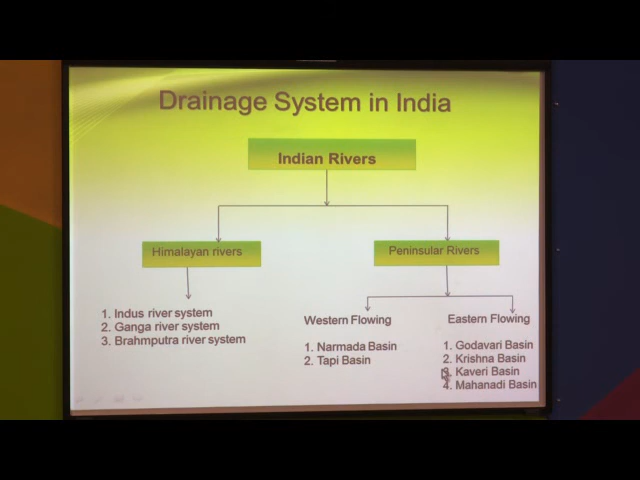 Drainage System in India
Indian Rivers
Himalayan rivers
Peninsular Rivers
1. Indus river system
2. Ganga river system
3. Brahmputra river system
Western Flowing
1. Narmada Basin
2. Tapi Basin
Eastern Flowing
1. Godavari Basin
2. Krishna Basin
3. Kaveri Basin
4. Mahanadi Basin